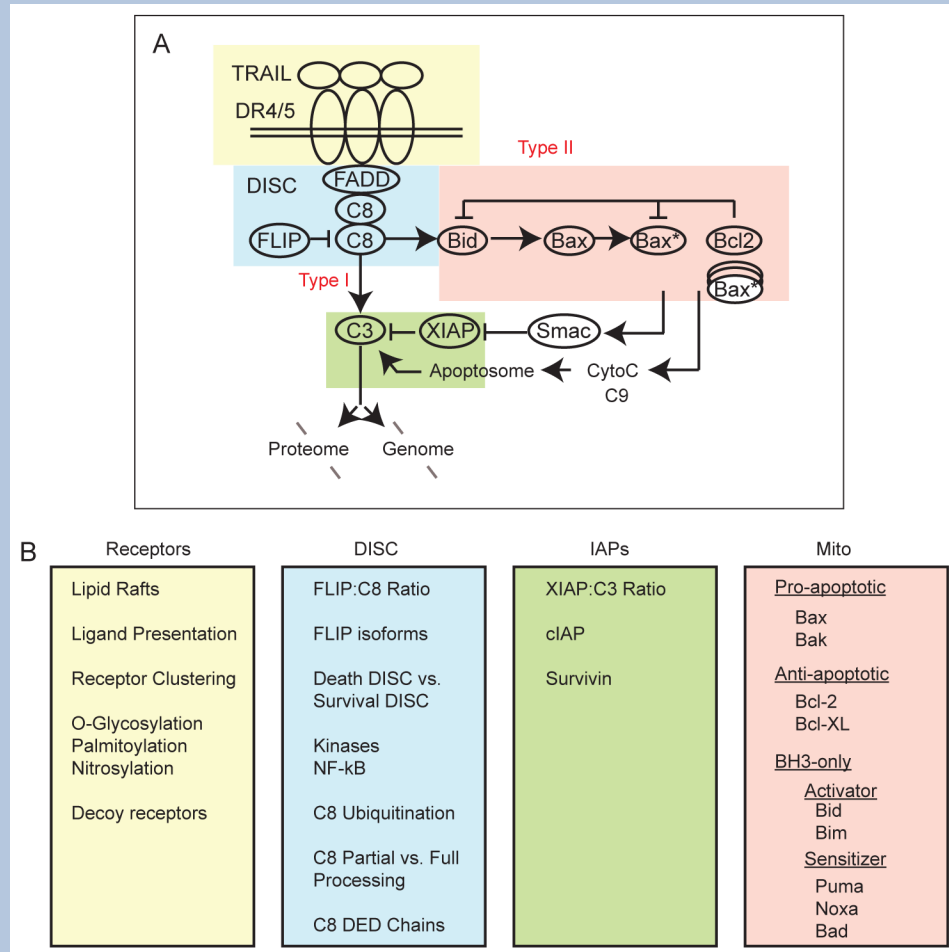 A
TRAIL
DR4/5
Type II
DISC
FADD
C8
FLIP
C8
Bid
Bax
Bax*
Bcl2
Bax*
Type I
C3
XIAP
Smac
Apoptosome
CytoC
C9
Proteome
Genome
B
Receptors
Lipid Rafts
Ligand Presentation
Receptor Clustering
O-Glycosylation
Palmitoylation
Nitrosylation
Decoy receptors
DISC
FLIP:C8 Ratio
FLIP isoforms
Death DISC vs.
Survival DISC
Kinases
NF-kB
C8 Ubiquitination
C8 Partial vs. Full
Processing
C8 DED Chains
IAPs
XIAP:C3 Ratio
cIAP
Survivin
Mito
Pro-apoptotic
Bax
Bak
Anti-apoptotic
Bcl-2
Bcl-XL
BH3-only
Activator
Bid
Bim
Sensitizer
Puma
Noxa
Bad